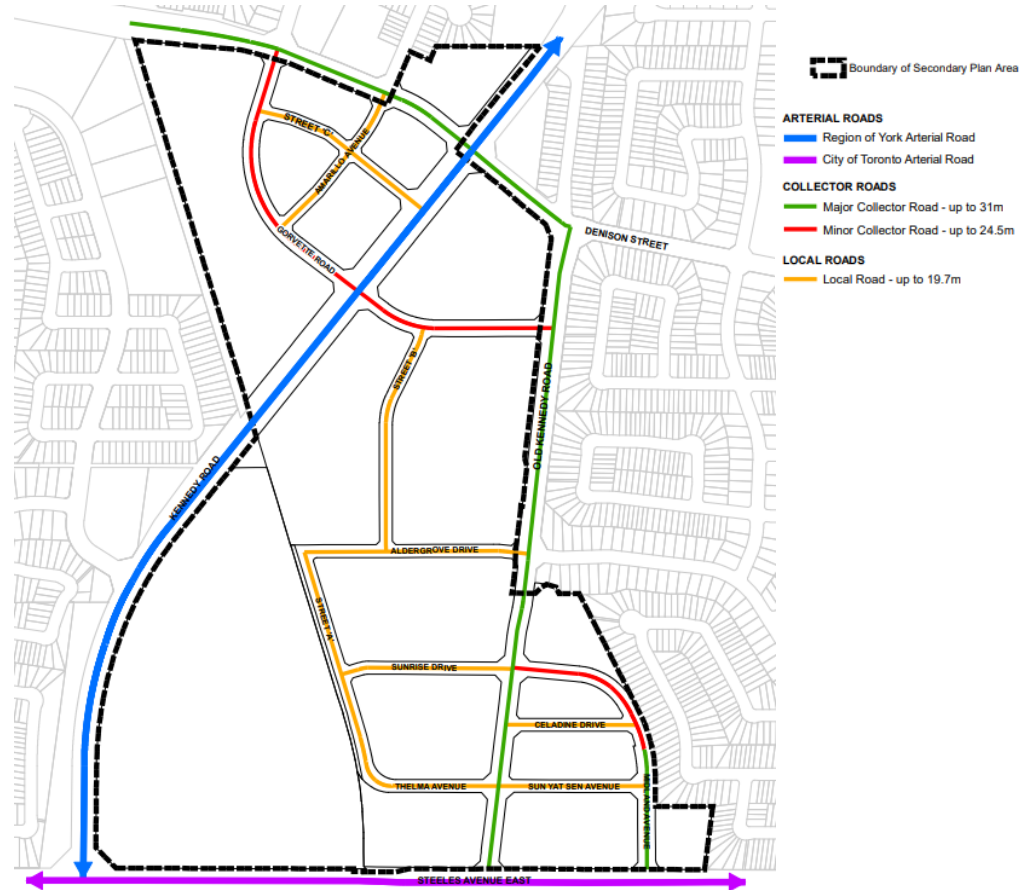 Boundary of Secondary Plan Area
ARTERIAL ROADS
Region of York Arterial Road
City of Toronto Arterial Road
COLLECTOR ROADS
Major Collector Road - up to 31m
Minor Collector Road - up to 24.5m
LOCAL ROADS
Local Road - up to 19.7m
STREET 'C'
AMARILLO AVENUE
GORVETTE ROAD
DENISON STREET
STREET 'B'
OLD KENNEDY ROAD
KENNEDY ROAD
ALDERGROVE DRIVE
STREET 'A'
SUNRISE DRIVE
CELADINE DRIVE
THELMA AVENUE
SUN YAT SEN AVENUE
MIDLAND AVENUE
STEELES AVENUE EAST